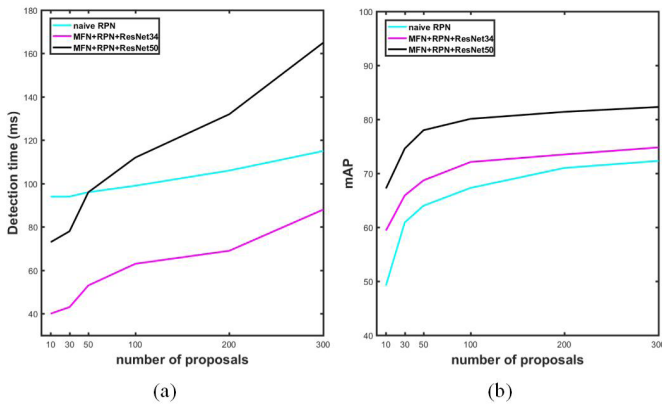 180
160
140
120
100
80
60
40
Detection time (ms)
naive RPN
MFN+RPN+ResNet34
MFN+RPN+ResNet50
10 30 50 100 200 300
number of proposals
(a)
100
90
80
70
60
50
40
mAP
naive RPN
MFN+RPN+ResNet34
MFN+RPN+ResNet50
10 30 50 100 200 300
number of proposals
(b)